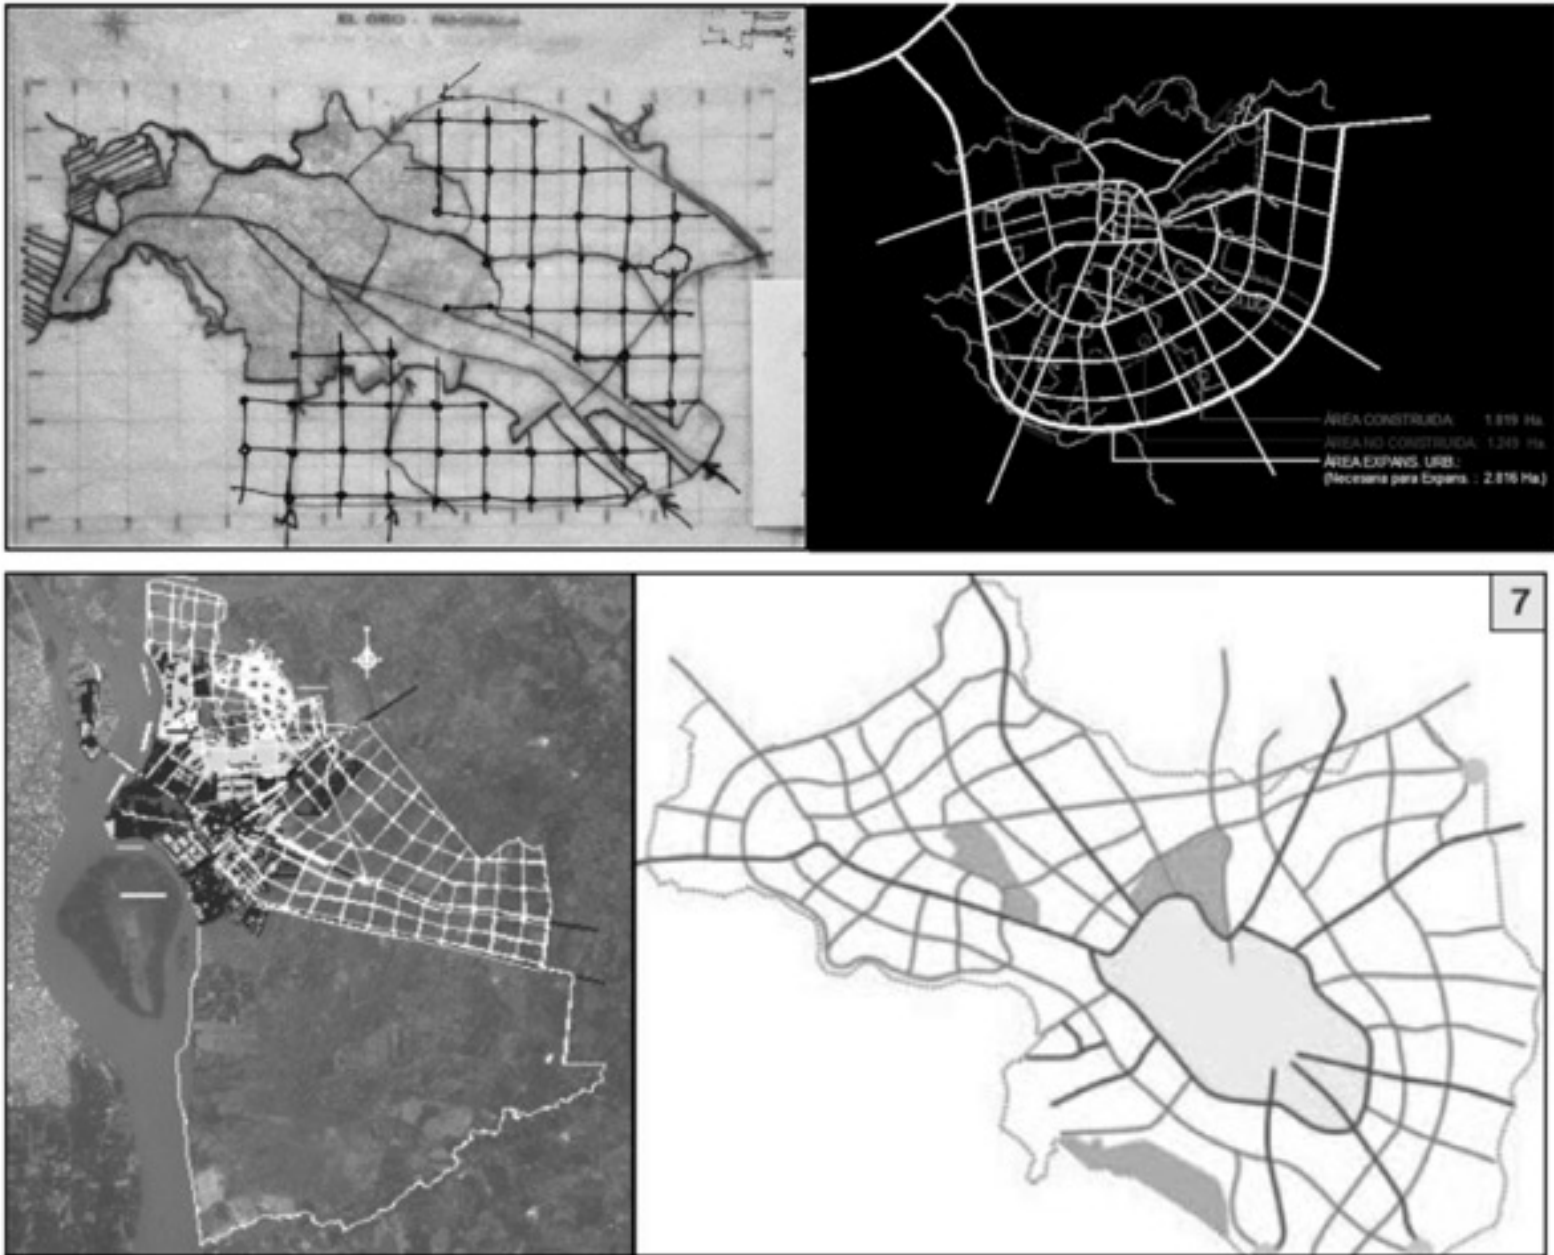 EL ORO -
ÁREA CONSTRUIDA: 1.819 Ha.
ÁREA NO CONSTRUIDA: 1.249 Ha.
ÁREA EXPANS. URB.:
(Necesaria para Expans. : 2.816 Ha.)
7